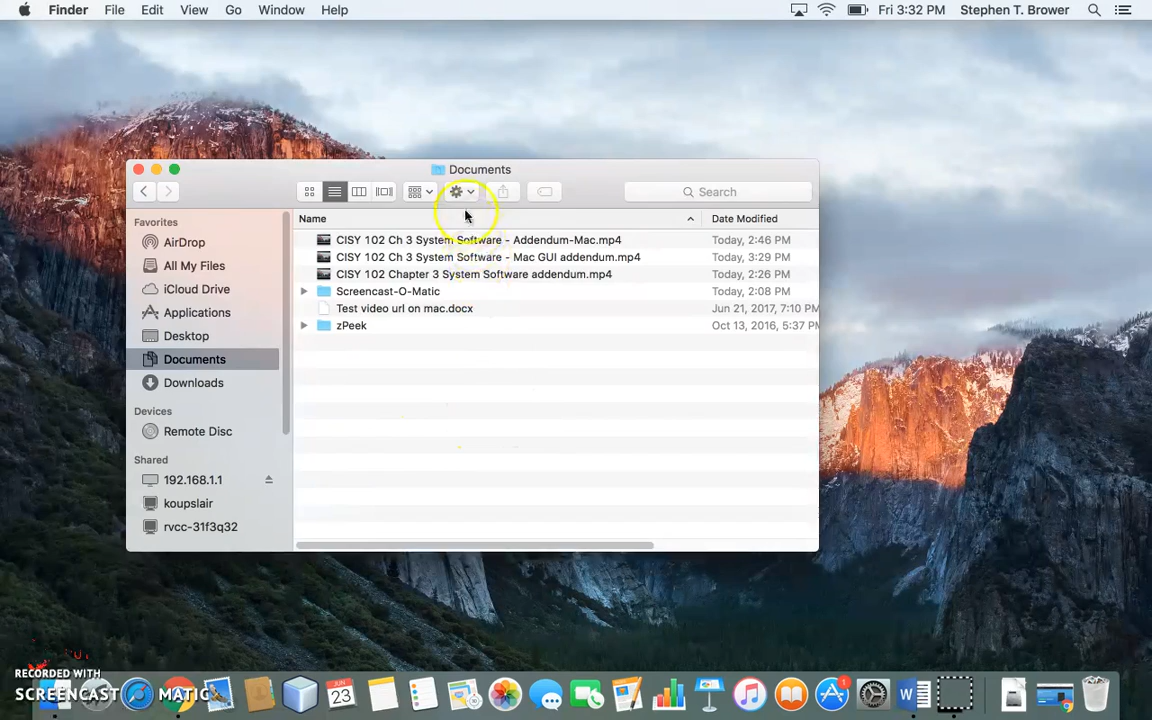 Finder File Edit View Go Window Help Fri 3:32 PM Stephen T. Brower
Documents
Search
Favorites
AirDrop
All My Files
iCloud Drive
Applications
Desktop
Documents
Downloads
Devices
Remote Disc
Shared
192.168.1.1
koupslair
rvcc-31f3q32
Name Date Modified
CISY 102 Ch 3 System Software - Addendum-Mac.mp4 Today, 2:46 PM
CISY 102 Ch 3 System Software - Mac GUI addendum.mp4 Today, 3:29 PM
CISY 102 Chapter 3 System Software addendum.mp4 Today, 2:26 PM
Screencast-O-Matic Today, 2:08 PM
Test video url on mac.docx Jun 21, 2017, 7:10 PM
zPeek Oct 13, 2016, 5:37 PM
RECORDED WITH
SCREENCAST MATIC
JUN
23
1
W